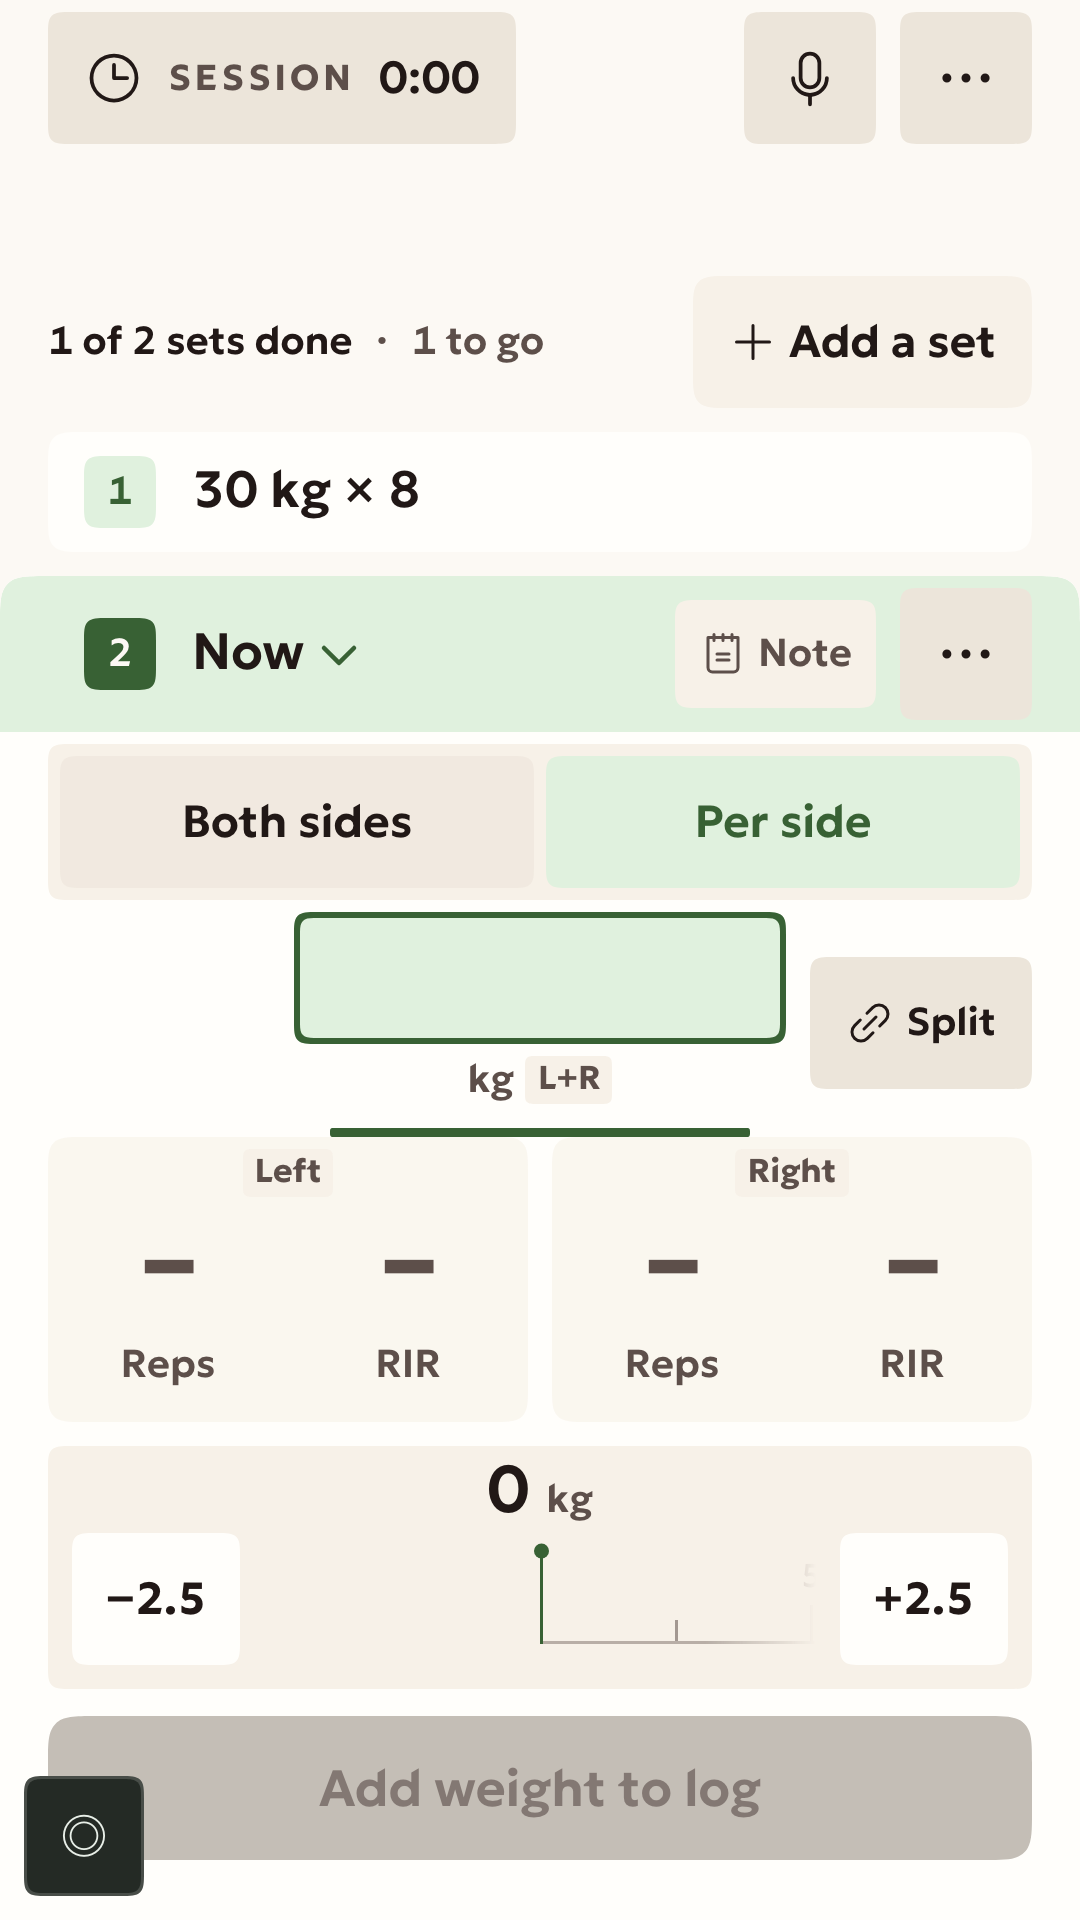 SESSION 0:00
1 of 2 sets done · 1 to go
+ Add a set
1 30 kg × 8
2 Now
Note
Both sides
Per side
Split
kg L+R
Left
Right
– –
– –
Reps RIR
Reps RIR
0 kg
−2.5
5
+2.5
Add weight to log